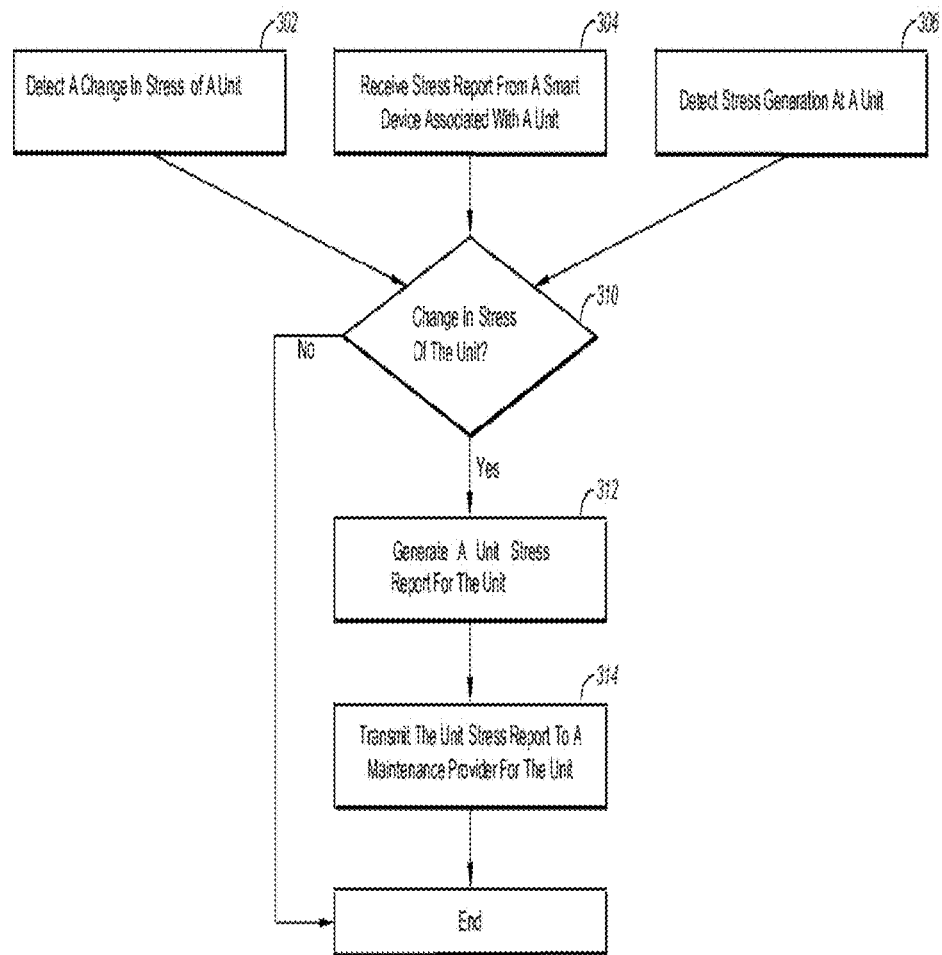 302
304
306
Detect A Change In Stress of A Unit
Receive Stress Report From A Smart
Device Associated With A Unit
Detect Stress Generation At A Unit
310
Change In Stress
Of The Unit?
No
Yes
312
Generate A Unit Stress
Report For The Unit
314
Transmit The Unit Stress Report To A
Maintenance Provider For The Unit
End